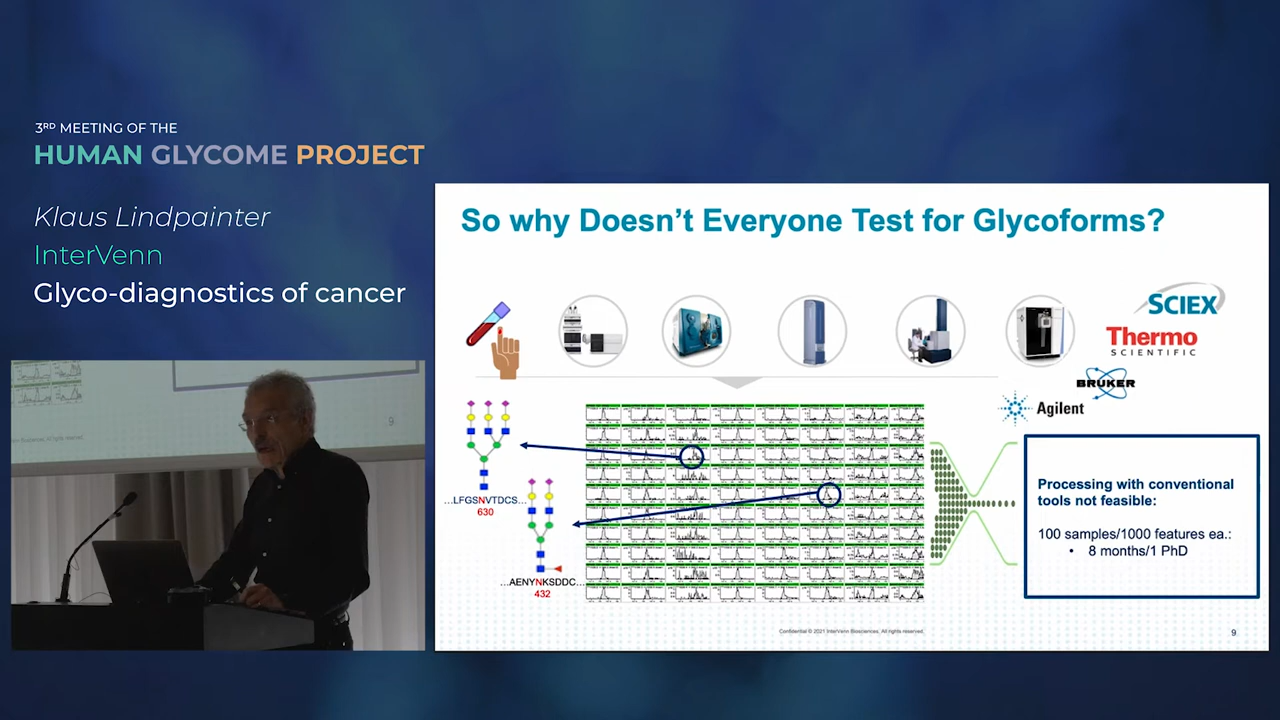 3RD MEETING OF THE
HUMAN GLYCOME PROJECT
Klaus Lindpainter
InterVenn
Glyco-diagnostics of cancer
So why Doesn't Everyone Test for Glycoforms?
SCIEX
Thermo
SCIENTIFIC
BRUKER
Agilent
...LFGSNVTDCS...
630
...AENYNKSDDC...
432
Processing with conventional
tools not feasible:
100 samples/1000 features ea.:
• 8 months/1 PhD
Confidential © 2021 InterVenn Biosciences. All rights reserved.
9